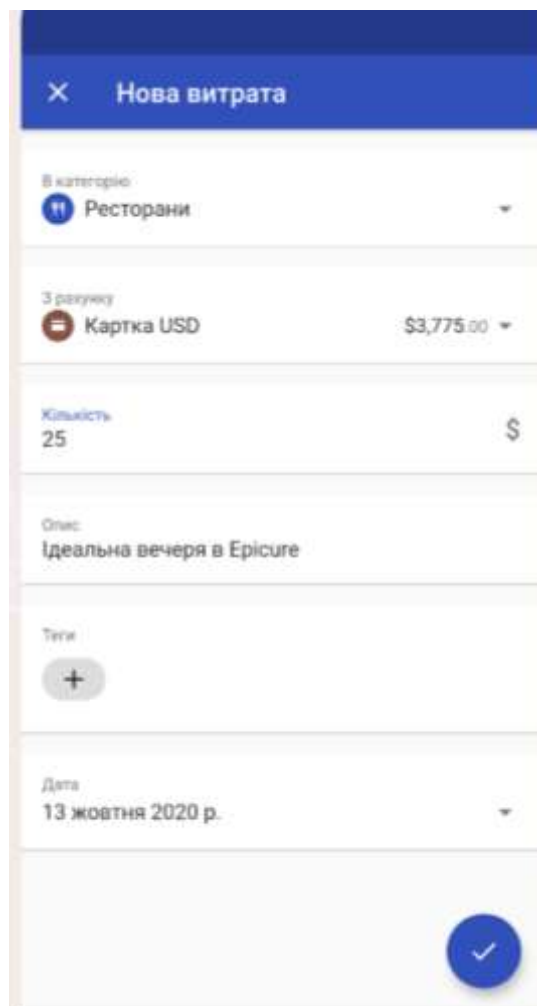 Нова витрата
В категорію
Ресторани
З рахунку
Картка USD $3,775.00
Кількість
25 $
Опис
Ідеальна вечеря в Epicure
Теги
+
Дата
13 жовтня 2020 р.